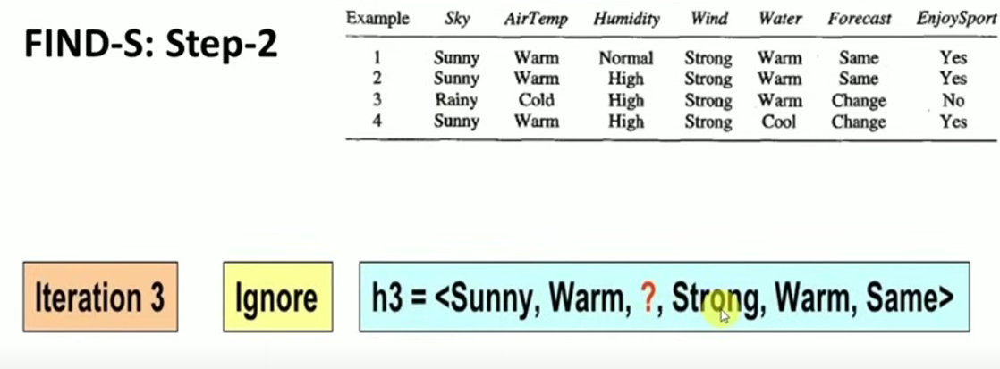 FIND-S: Step-2
Example Sky AirTemp Humidity Wind Water Forecast EnjoySport
1 Sunny Warm Normal Strong Warm Same Yes
2 Sunny Warm High Strong Warm Same Yes
3 Rainy Cold High Strong Warm Change No
4 Sunny Warm High Strong Cool Change Yes
Iteration 3 Ignore h3 = <Sunny, Warm, ?, Strong, Warm, Same>